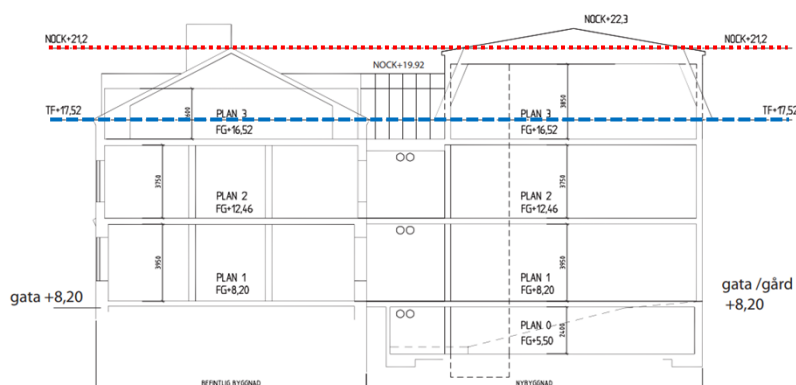 NOCK+22,3
NOCK+21,2
NOCK+21,2
NOCK+19.92
TF+17,52
TF+17,52
PLAN 3
FG+16,52
3850
PLAN 3
FG+16,52
PLAN 2
FG+12,46
3750
3750
PLAN 2
FG+12,46
PLAN 1
FG+8,20
3950
3950
PLAN 1
FG+8,20
gata +8,20
gata /gård
+8,20
PLAN 0
FG+5,50
2400
BEFINTLIG BYGGNAD
NYBYGGNAD